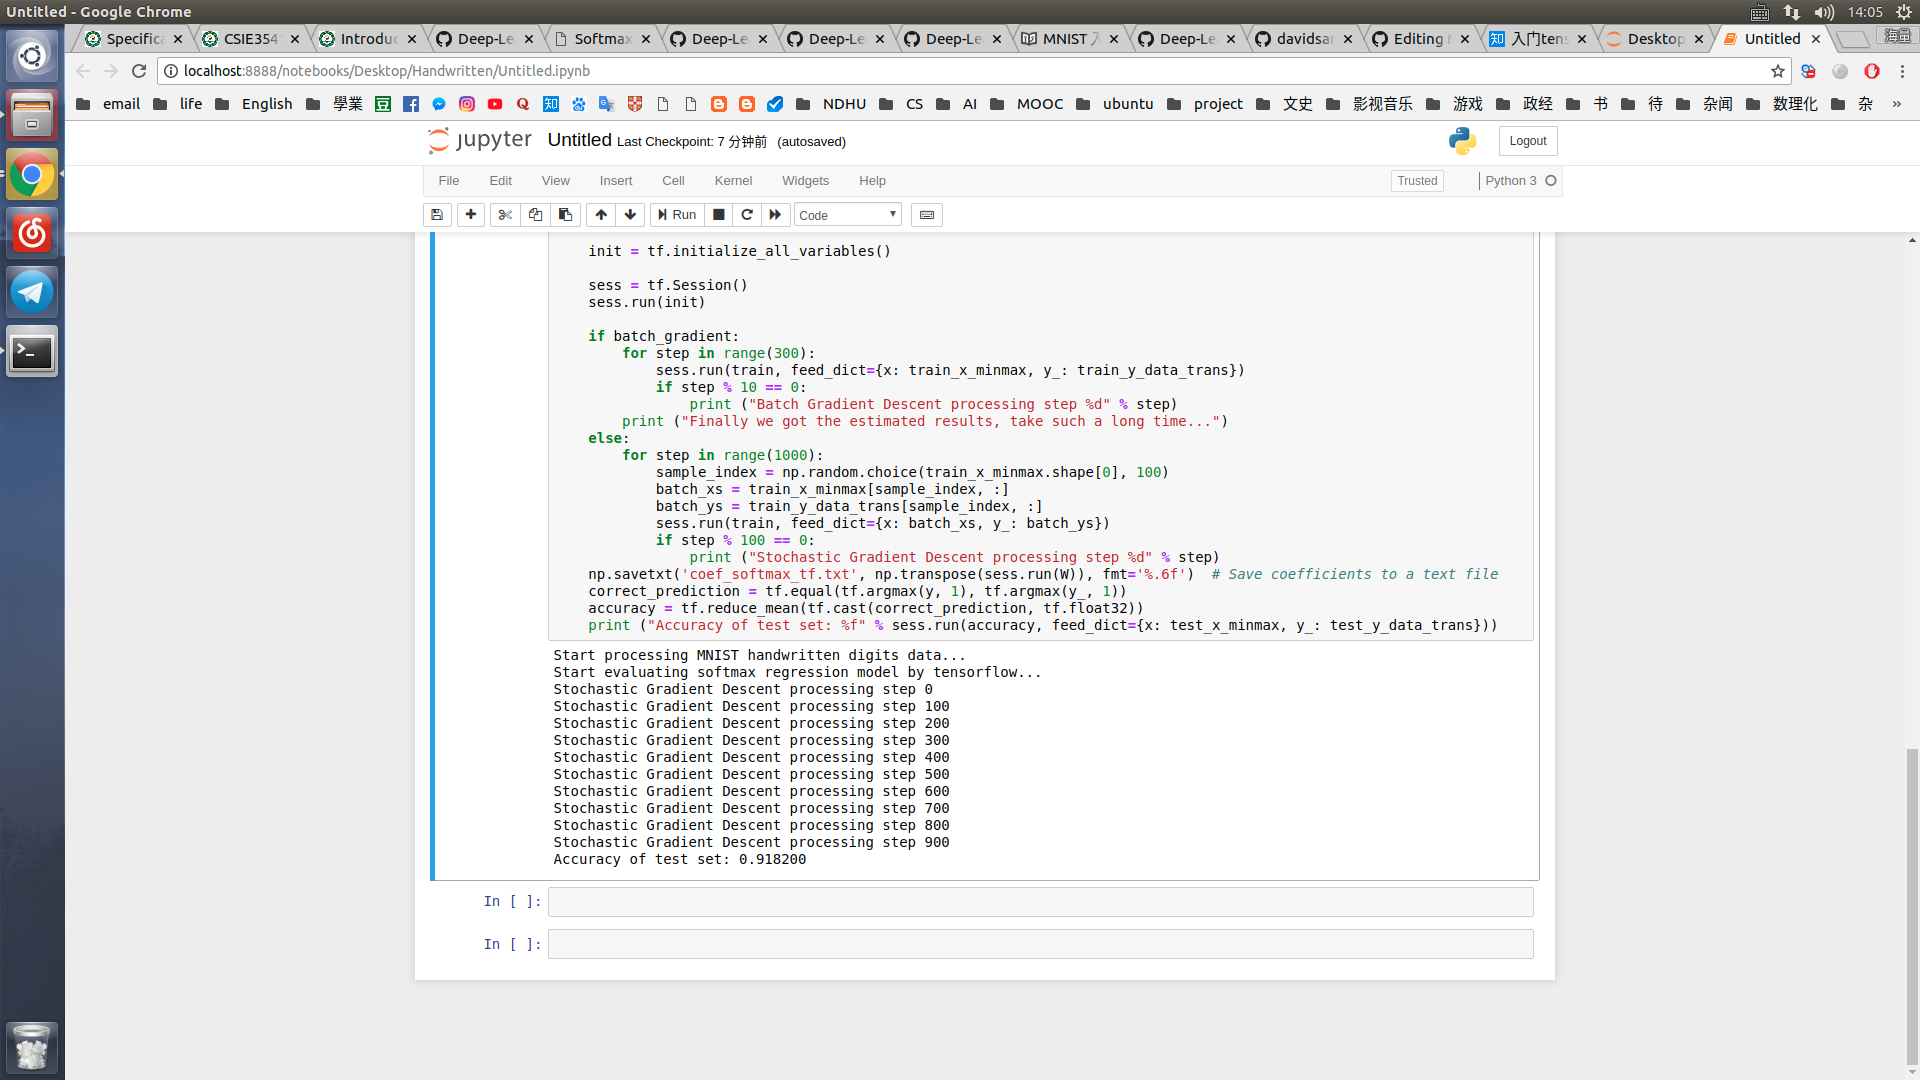 Untitled - Google Chrome
14:05
Specific
CSIE354
Introduc
Deep-Le
Softmax
Deep-Le
Deep-Le
Deep-Le
MNIST 入
Deep-Le
davidsar
Editing
入门tens
Desktop
Untitled
海量
localhost:8888/notebooks/Desktop/Handwritten/Untitled.ipynb
email life English 學業 NDHU CS AI MOOC ubuntu project 文史 影视音乐 游戏 政经 书 待 杂闻 数理化 杂 »
jupyter Untitled Last Checkpoint: 7 分钟前 (autosaved)
Logout
File Edit View Insert Cell Kernel Widgets Help
Trusted
Python 3
Run
Code
init = tf.initialize_all_variables()
sess = tf.Session()
sess.run(init)
if batch_gradient:
for step in range(300):
sess.run(train, feed_dict={x: train_x_minmax, y_: train_y_data_trans})
if step % 10 == 0:
print ("Batch Gradient Descent processing step %d" % step)
print ("Finally we got the estimated results, take such a long time...")
else:
for step in range(1000):
sample_index = np.random.choice(train_x_minmax.shape[0], 100)
batch_xs = train_x_minmax[sample_index, :]
batch_ys = train_y_data_trans[sample_index, :]
sess.run(train, feed_dict={x: batch_xs, y_: batch_ys})
if step % 100 == 0:
print ("Stochastic Gradient Descent processing step %d" % step)
np.savetxt('coef_softmax_tf.txt', np.transpose(sess.run(W)), fmt='%.6f')  # Save coefficients to a text file
correct_prediction = tf.equal(tf.argmax(y, 1), tf.argmax(y_, 1))
accuracy = tf.reduce_mean(tf.cast(correct_prediction, tf.float32))
print ("Accuracy of test set: %f" % sess.run(accuracy, feed_dict={x: test_x_minmax, y_: test_y_data_trans}))
Start processing MNIST handwritten digits data...
Start evaluating softmax regression model by tensorflow...
Stochastic Gradient Descent processing step 0
Stochastic Gradient Descent processing step 100
Stochastic Gradient Descent processing step 200
Stochastic Gradient Descent processing step 300
Stochastic Gradient Descent processing step 400
Stochastic Gradient Descent processing step 500
Stochastic Gradient Descent processing step 600
Stochastic Gradient Descent processing step 700
Stochastic Gradient Descent processing step 800
Stochastic Gradient Descent processing step 900
Accuracy of test set: 0.918200
In [ ]:
In [ ]: